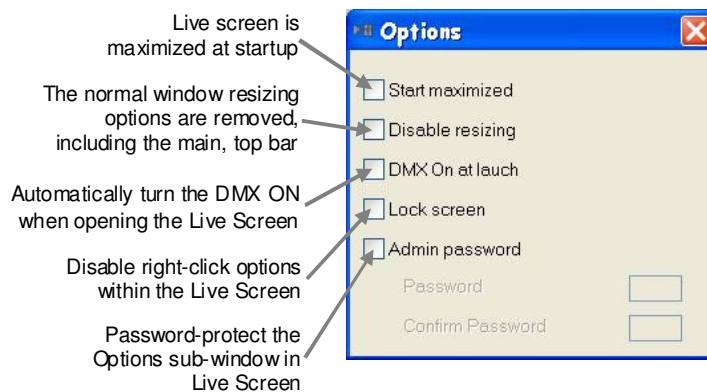 Live screen is
maximized at startup
The normal window resizing
options are removed,
including the main, top bar
Automatically turn the DMX ON
when opening the Live Screen
Disable right-click options
within the Live Screen
Password-protect the
Options sub-window in
Live Screen
Options
Start maximized
Disable resizing
DMX On at lauch
Lock screen
Admin password
Password
Confirm Password